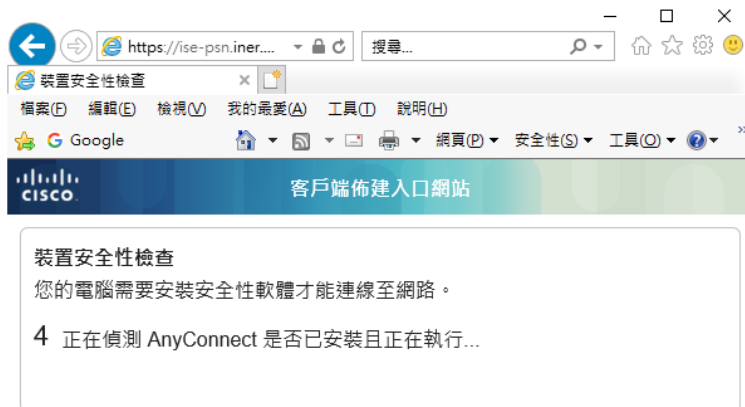 https://ise-psn.iner....
搜尋...
裝置安全性檢查
檔案(F) 編輯(E) 檢視(V) 我的最愛(A) 工具(T) 說明(H)
G Google 網頁(P) 安全性(S) 工具(O)
CISCO 客戶端佈建入口網站
裝置安全性檢查
您的電腦需要安裝安全性軟體才能連線至網路。
4 正在偵測 AnyConnect 是否已安裝且正在執行...